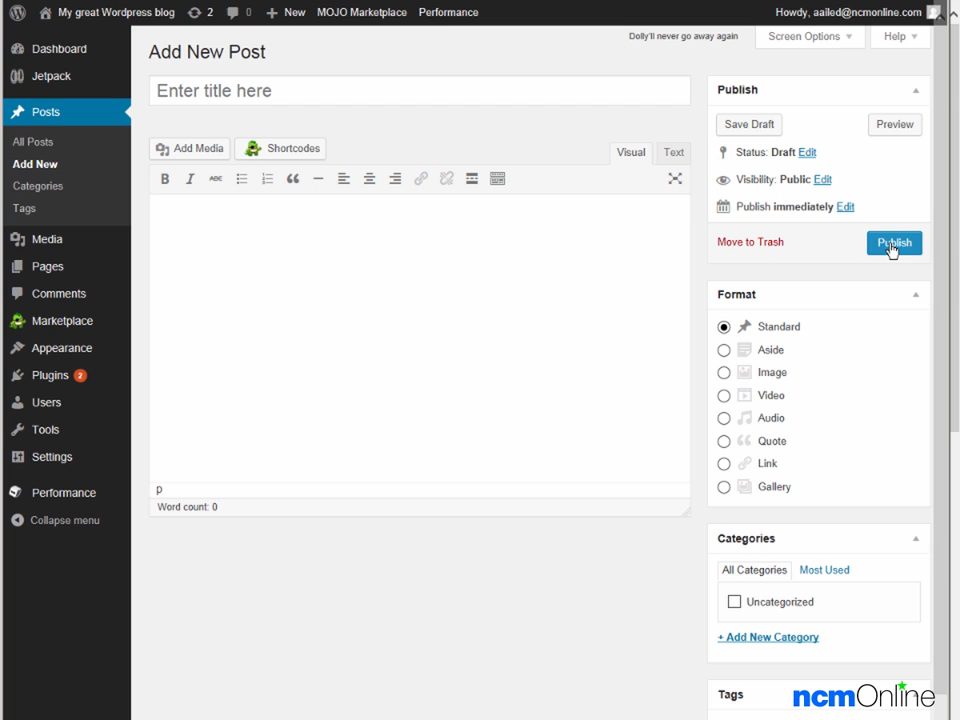 My great Wordpress blog 2 0 New MOJO Marketplace Performance Howdy, aailed@ncmonline.com
Dashboard
Jetpack
Posts
All Posts
Add New
Categories
Tags
Media
Pages
Comments
Marketplace
Appearance
Plugins 2
Users
Tools
Settings
Performance
Collapse menu
Dolly'll never go away again Screen Options Help
Add New Post
Enter title here
Add Media Shortcodes
Visual Text
B I ABC
p
Word count: 0
Publish
Save Draft Preview
Status: Draft Edit
Visibility: Public Edit
Publish immediately Edit
Move to Trash Publish
Format
Standard
Aside
Image
Video
Audio
Quote
Link
Gallery
Categories
All Categories Most Used
Uncategorized
+ Add New Category
Tags
ncmOnline